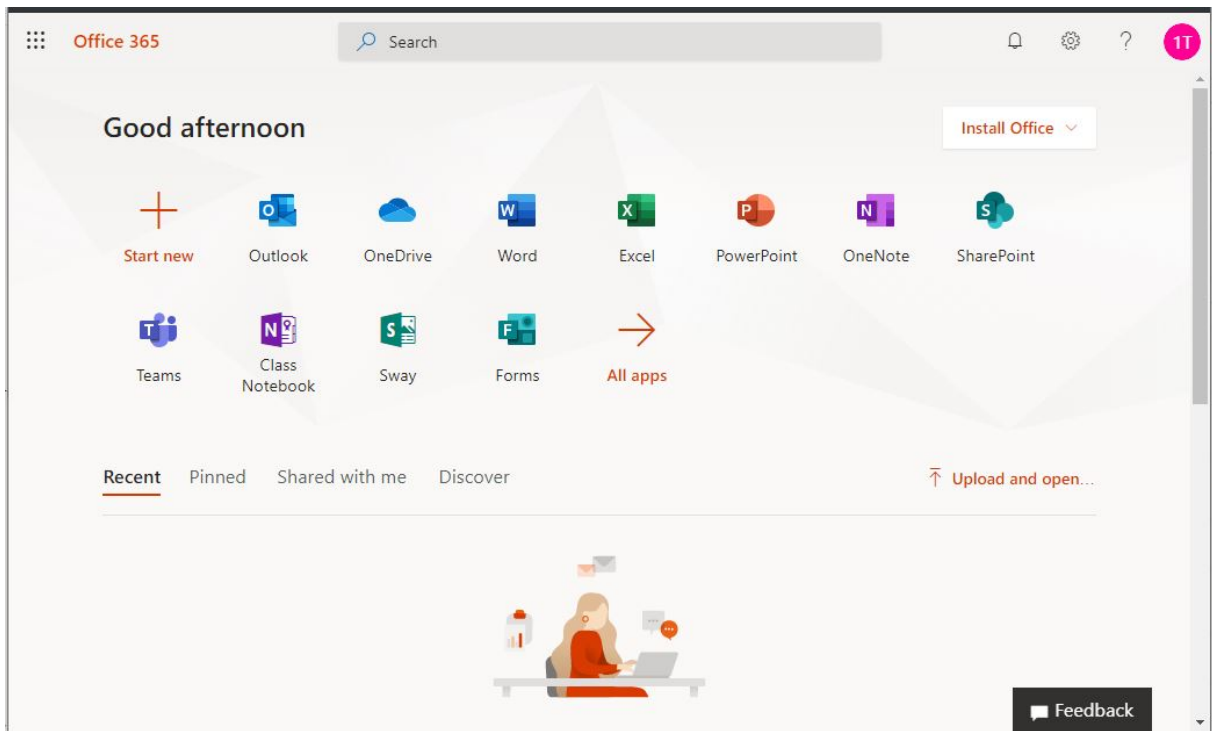 Office 365
Search
1T
Good afternoon
Install Office
Start new
Outlook
OneDrive
Word
Excel
PowerPoint
OneNote
SharePoint
Teams
Class
Notebook
Sway
Forms
All apps
Recent
Pinned
Shared with me
Discover
Upload and open...
Feedback